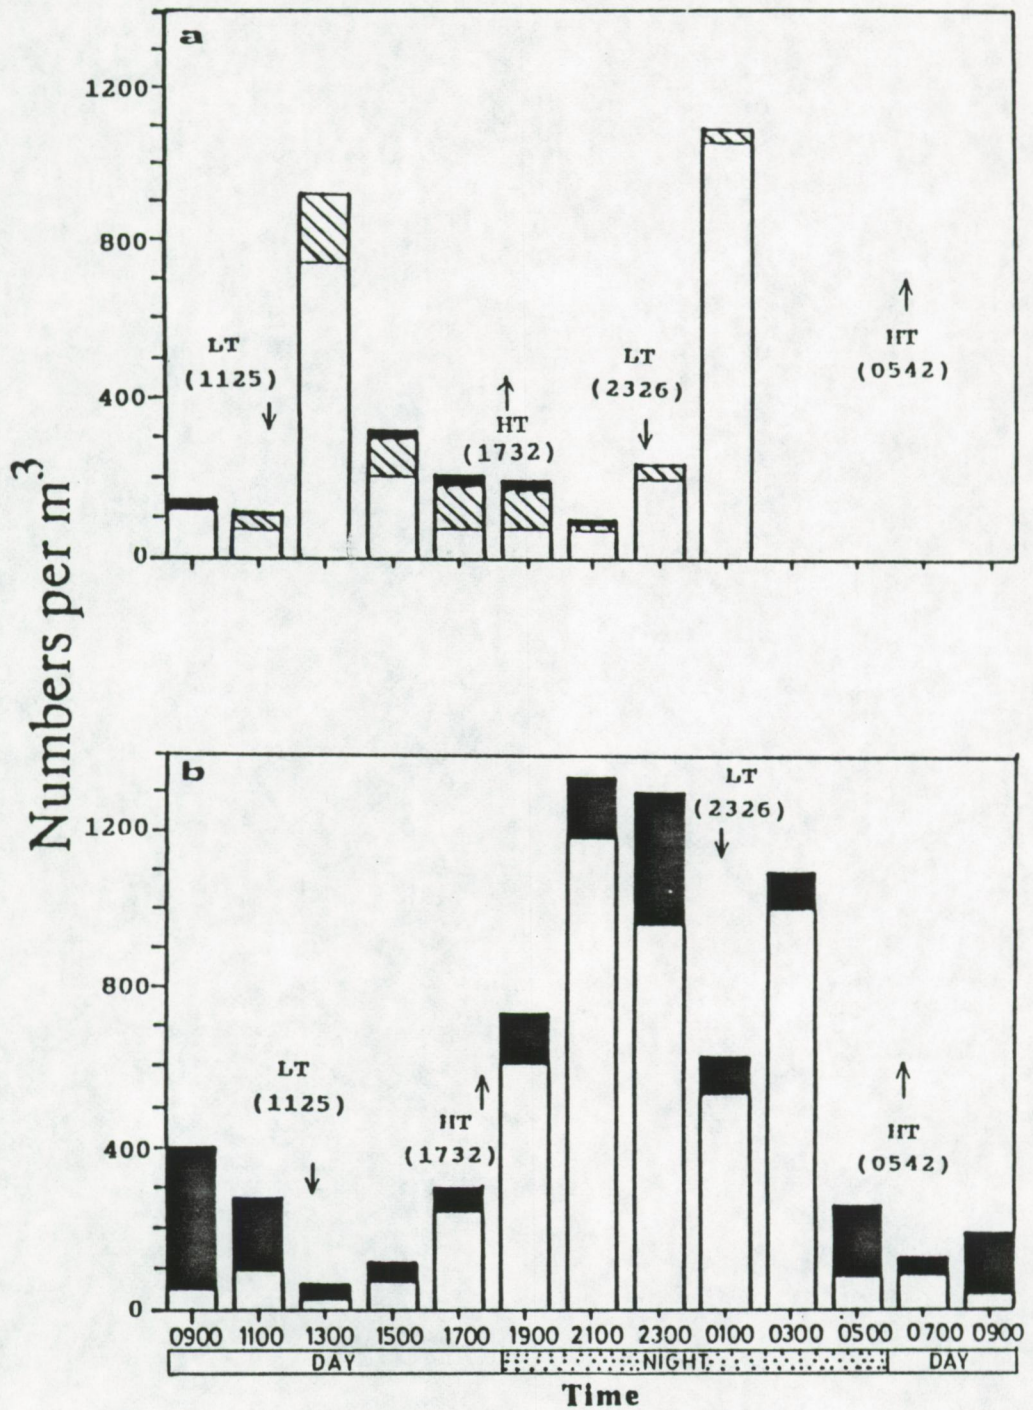 a
1200
800
400
0
LT
(1125)
HT
(1732)
LT
(2326)
HT
(0542)
Numbers per m3
b
1200
800
400
0
LT
(1125)
HT
(1732)
LT
(2326)
HT
(0542)
0900 1100 1300 1500 1700 1900 2100 2300 0100 0300 0500 0700 0900
DAY NIGHT DAY
Time